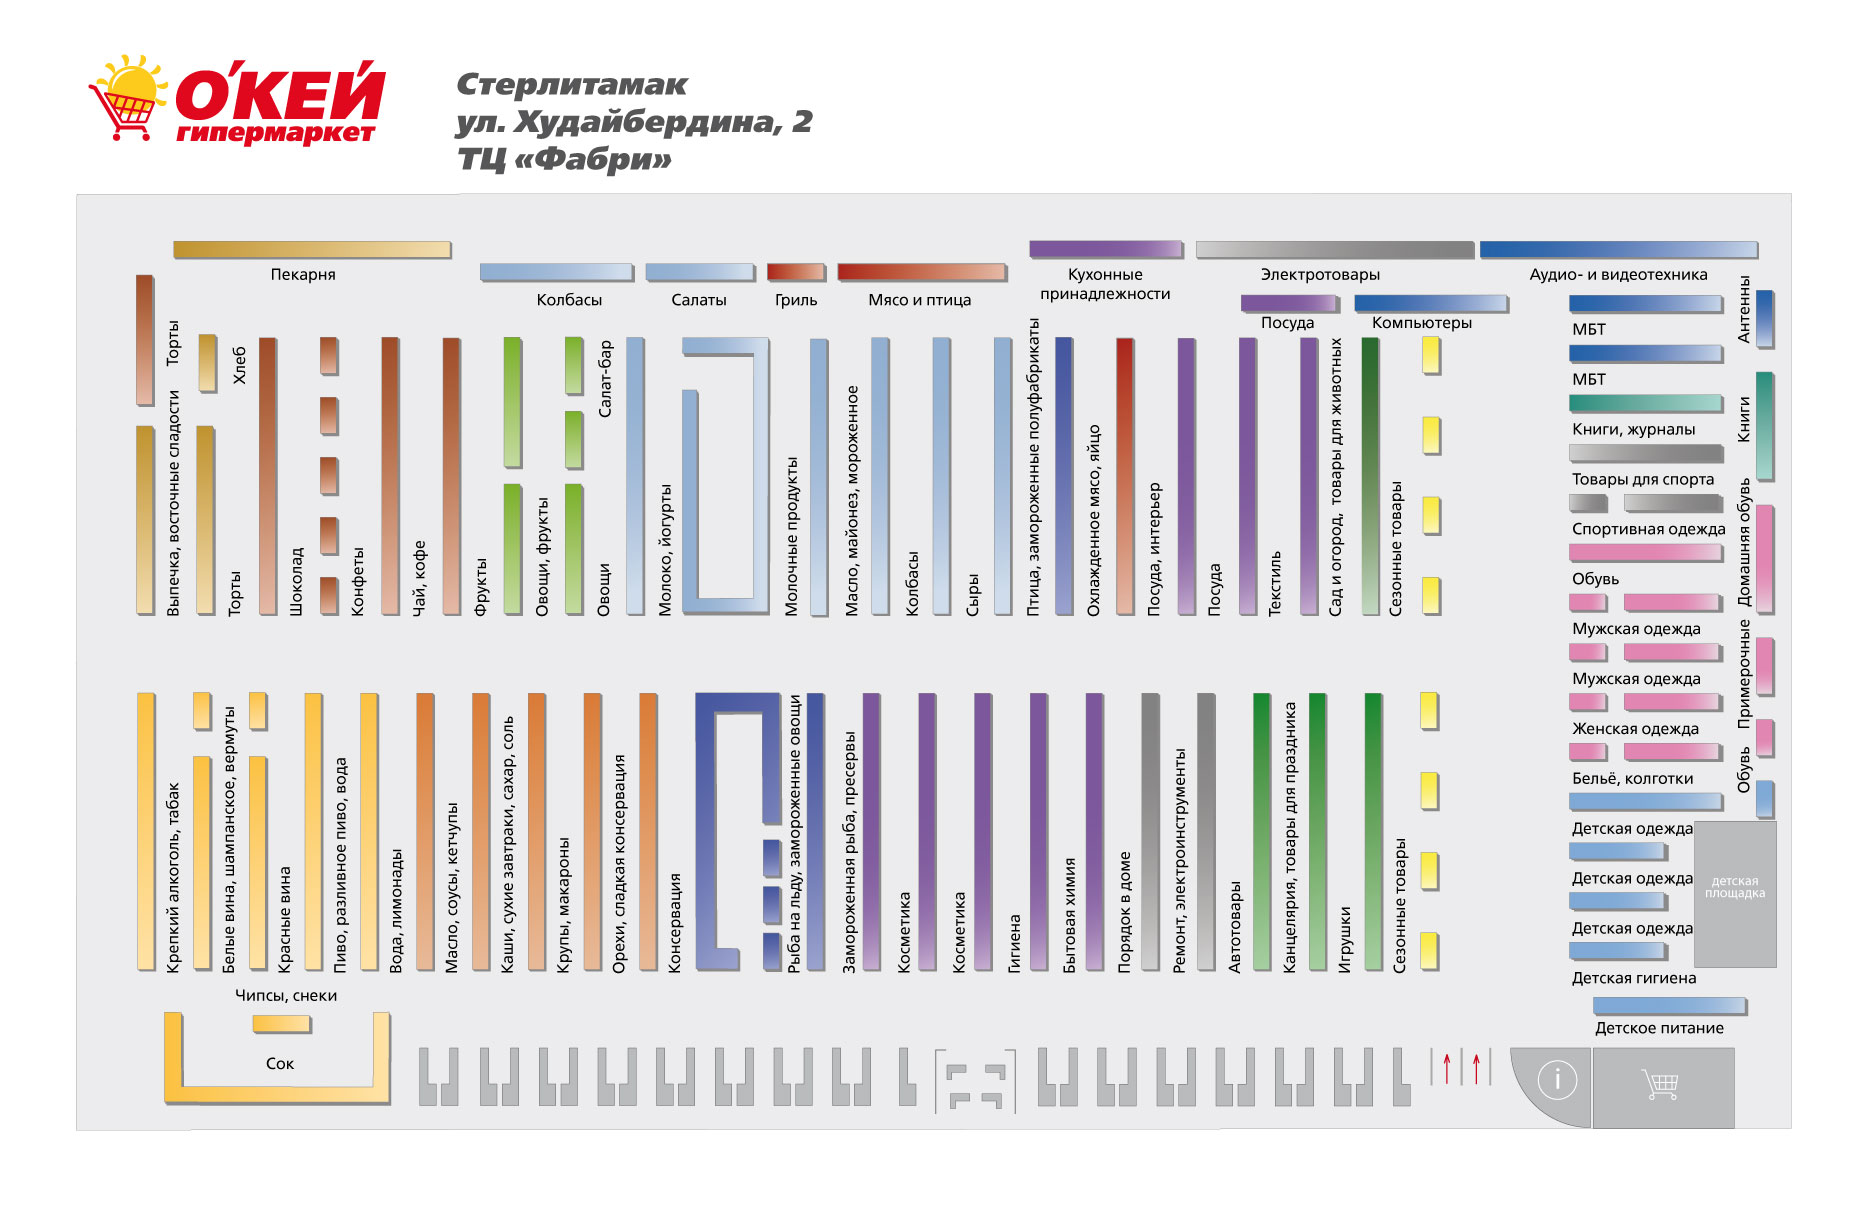 О'КЕЙ
гипермаркет
Стерлитамак
ул. Худайбердина, 2
ТЦ «Фабри»
Пекарня
Колбасы
Салаты
Гриль
Мясо и птица
Кухонные
принадлежности
Электротовары
Аудио- и видеотехника
Посуда
Компьютеры
Торты
Хлеб
Выпечка, восточные сладости
Торты
Шоколад
Конфеты
Чай, кофе
Фрукты
Овощи, фрукты
Салат-бар
Овощи
Молоко, йогурты
Молочные продукты
Масло, майонез, мороженное
Колбасы
Сыры
Птица, замороженные полуфабрикаты
Охлажденное мясо, яйцо
Посуда, интерьер
Посуда
Текстиль
Сад и огород, товары для животных
Сезонные товары
МБТ
МБТ
Книги, журналы
Товары для спорта
Спортивная одежда
Обувь
Мужская одежда
Мужская одежда
Женская одежда
Бельё, колготки
Детская одежда
Детская одежда
Детская одежда
Детская гигиена
Детское питание
Антенны
Книги
Домашняя обувь
Примерочные
Обувь
детская
площадка
Крепкий алкоголь, табак
Белые вина, шампанское, вермуты
Красные вина
Пиво, разливное пиво, вода
Вода, лимонады
Масло, соусы, кетчупы
Каши, сухие завтраки, сахар, соль
Крупы, макароны
Орехи, сладкая консервация
Консервация
Рыба на льду, замороженные овощи
Замороженная рыба, пресервы
Косметика
Косметика
Гигиена
Бытовая химия
Порядок в доме
Ремонт, электроинструменты
Автотовары
Канцелярия, товары для праздника
Игрушки
Сезонные товары
Чипсы, снеки
Сок
i